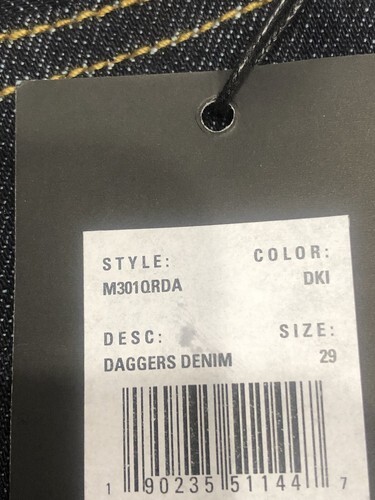 STYLE: COLOR:
M301QRDA DKI
DESC: SIZE:
DAGGERS DENIM 29
1 90235 51144 7